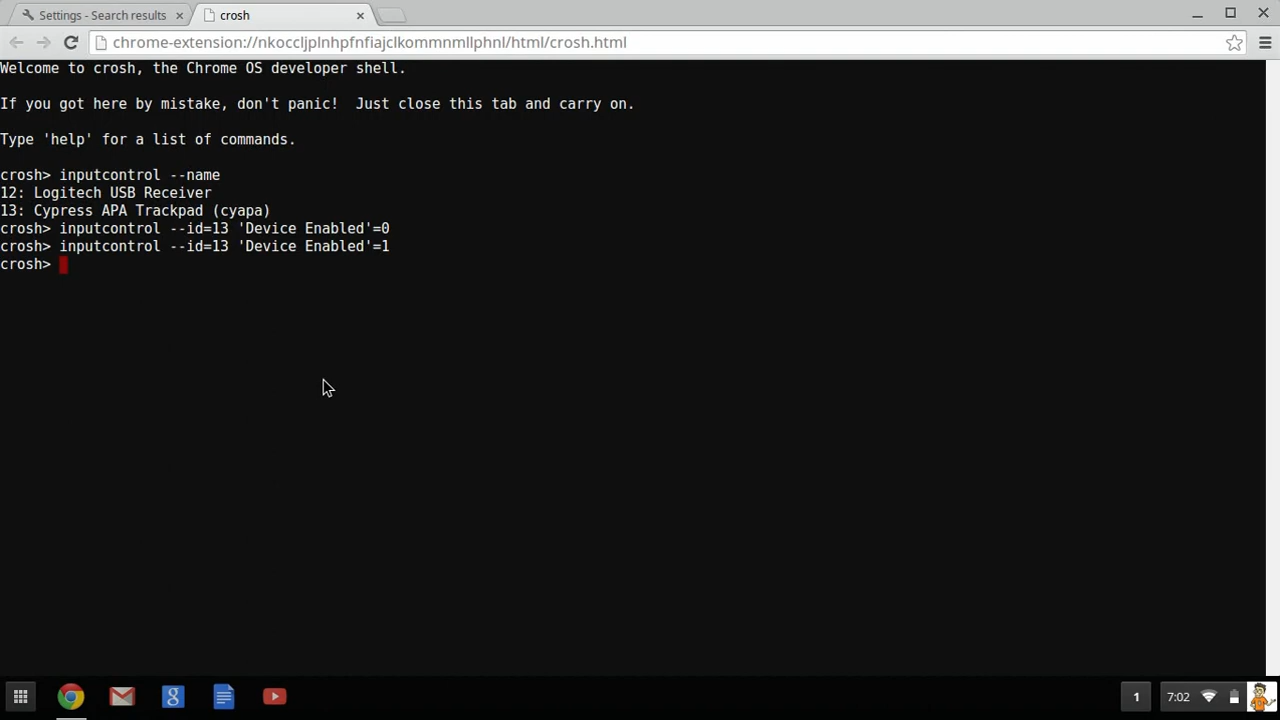 Settings - Search results
crosh
chrome-extension://nkoccljplnhpfnfiajclkommnmllphnl/html/crosh.html
Welcome to crosh, the Chrome OS developer shell.
If you got here by mistake, don't panic!  Just close this tab and carry on.
Type 'help' for a list of commands.
crosh> inputcontrol --name
12: Logitech USB Receiver
13: Cypress APA Trackpad (cyapa)
crosh> inputcontrol --id=13 'Device Enabled'=0
crosh> inputcontrol --id=13 'Device Enabled'=1
crosh>
g
1
7:02